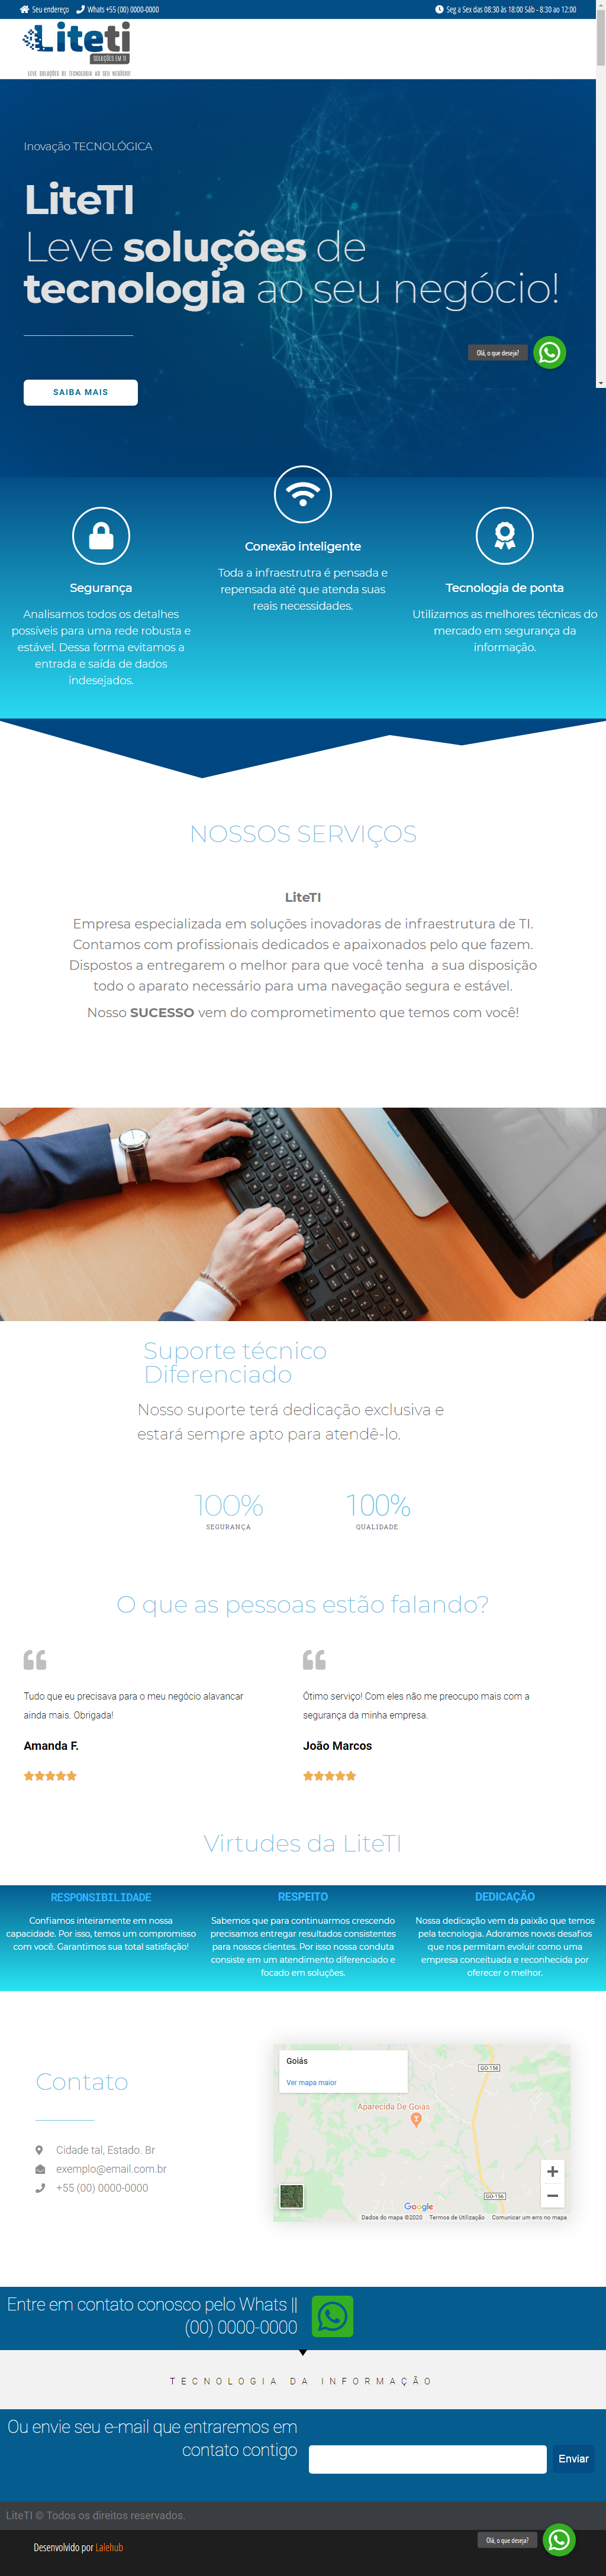 Seu endereço Whats +55 (00) 0000-0000 Seg a Sex das 08:30 às 18:00 Sáb - 8:30 ao 12:00
Liteti
SOLUÇÕES EM TI
LEVE SOLUÇÕES DE TECNOLOGIA AO SEU NEGÓCIO!
Inovação TECNOLÓGICA
LiteTI
Leve soluções de
tecnologia ao seu negócio!
Olá, o que deseja?
SAIBA MAIS
Conexão inteligente
Toda a infraestrutra é pensada e
repensada até que atenda suas
reais necessidades.
Segurança
Analisamos todos os detalhes
possíveis para uma rede robusta e
estável. Dessa forma evitamos a
entrada e saída de dados
indesejados.
Tecnologia de ponta
Utilizamos as melhores técnicas do
mercado em segurança da
informação.
NOSSOS SERVIÇOS
LiteTI
Empresa especializada em soluções inovadoras de infraestrutura de TI.
Contamos com profissionais dedicados e apaixonados pelo que fazem.
Dispostos a entregarem o melhor para que você tenha a sua disposição
todo o aparato necessário para uma navegação segura e estável.
Nosso SUCESSO vem do comprometimento que temos com você!
Suporte técnico
Diferenciado
Nosso suporte terá dedicação exclusiva e
estará sempre apto para atendê-lo.
100% 100%
SEGURANÇA QUALIDADE
O que as pessoas estão falando?
Tudo que eu precisava para o meu negócio alavancar
ainda mais. Obrigada!
Amanda F.
Ótimo serviço! Com eles não me preocupo mais com a
segurança da minha empresa.
João Marcos
Virtudes da LiteTI
RESPONSIBILIDADE
Confiamos inteiramente em nossa
capacidade. Por isso, temos um compromisso
com você. Garantimos sua total satisfação!
RESPEITO
Sabemos que para continuarmos crescendo
precisamos entregar resultados consistentes
para nossos clientes. Por isso nossa conduta
consiste em um atendimento diferenciado e
focado em soluções.
DEDICAÇÃO
Nossa dedicação vem da paixão que temos
pela tecnologia. Adoramos novos desafios
que nos permitam evoluir como uma
empresa conceituada e reconhecida por
oferecer o melhor.
Contato
Cidade tal, Estado. Br
exemplo@email.com.br
+55 (00) 0000-0000
Goiás
Ver mapa maior
GO-156
Aparecida De Goiás
GO-156
Google
Dados do mapa ©2020 Termos de Utilização Comunicar um erro no mapa
Entre em contato conosco pelo Whats ||
(00) 0000-0000
TECNOLOGIA DA INFORMAÇÃO
Ou envie seu e-mail que entraremos em
contato contigo
Enviar
LiteTI © Todos os direitos reservados.
Olá, o que deseja?
Desenvolvido por Lalehub